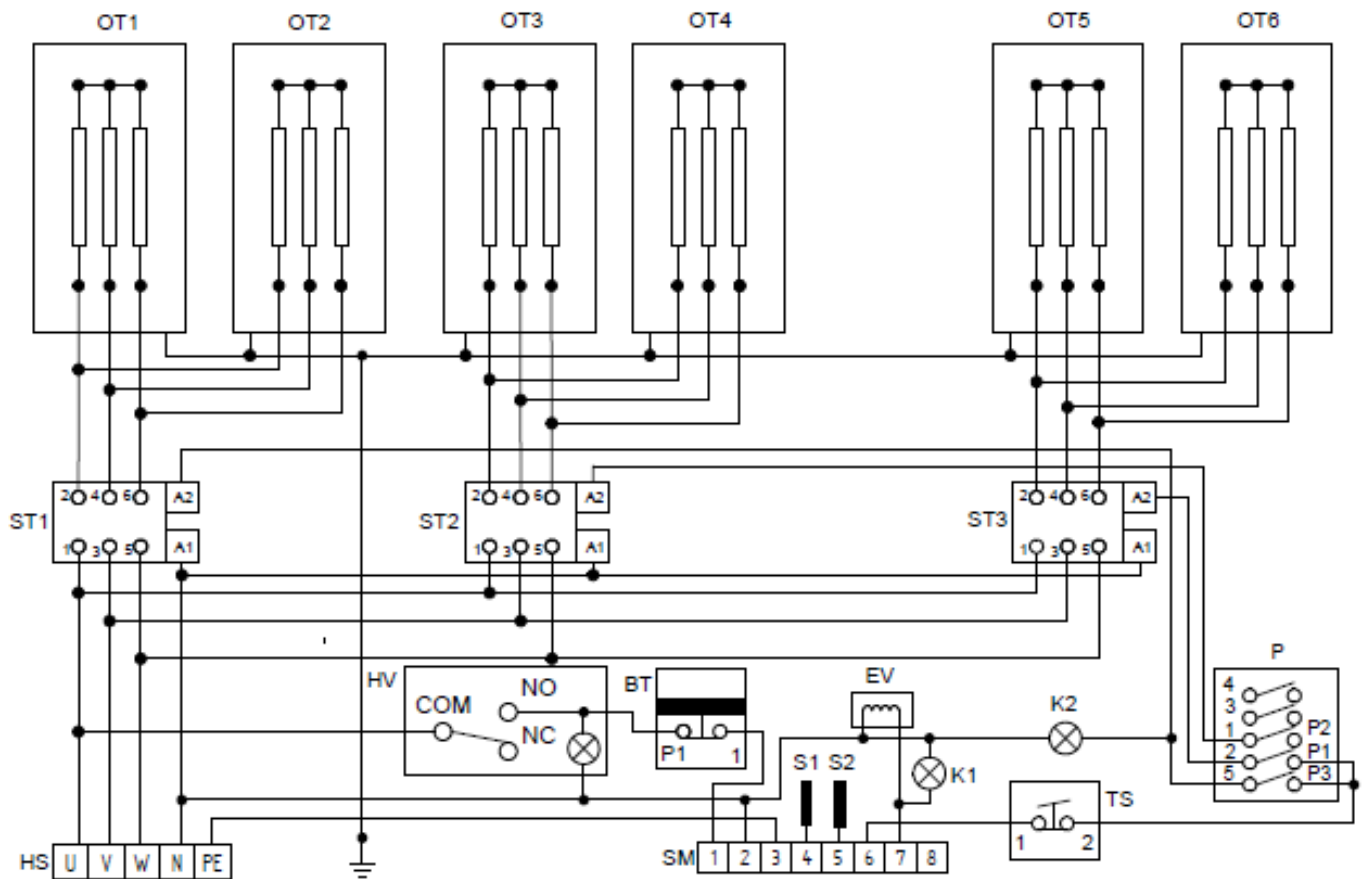 OT1 OT2 OT3 OT4 OT5 OT6
2 4 6 A2 2 4 6 A2 2 4 6 A2
ST1 ST2 ST3
1 3 5 A1 1 3 5 A1 1 3 5 A1
HV COM NO NC
BT P1 1
EV
K2
K1
S1 S2
P
4
3
1 P2
2 P1
5 P3
TS
1 2
HS U V W N PE
SM 1 2 3 4 5 6 7 8